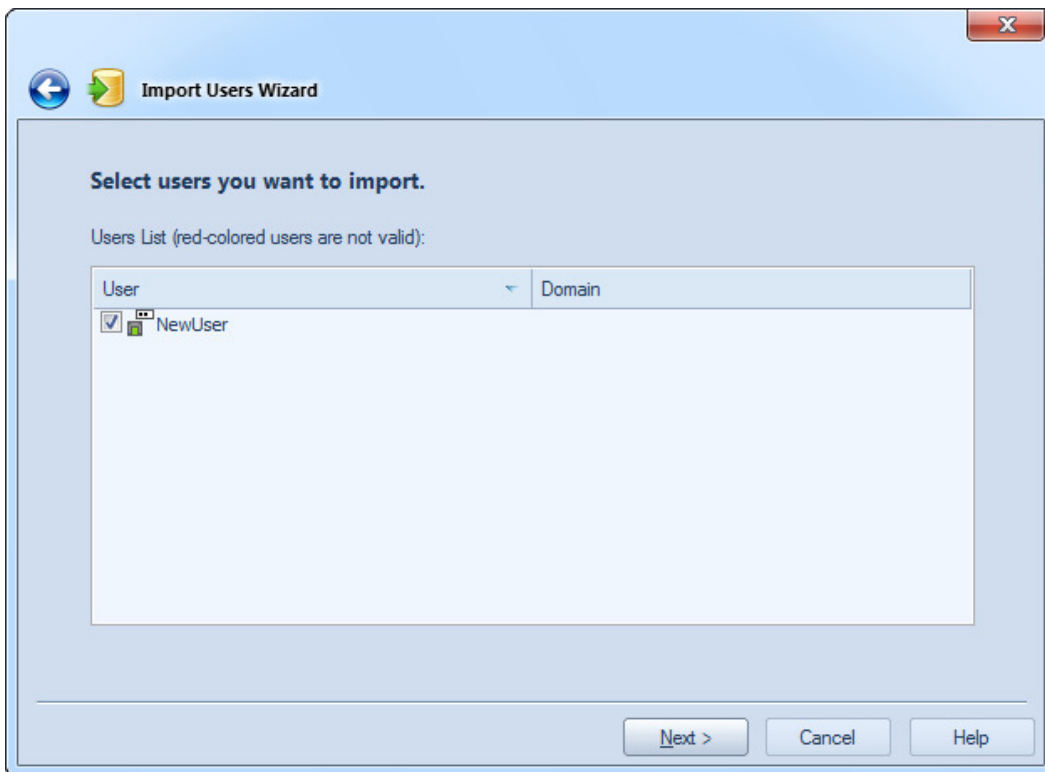 Import Users Wizard
Select users you want to import.
Users List (red-colored users are not valid):
User Domain
NewUser
Next > Cancel Help